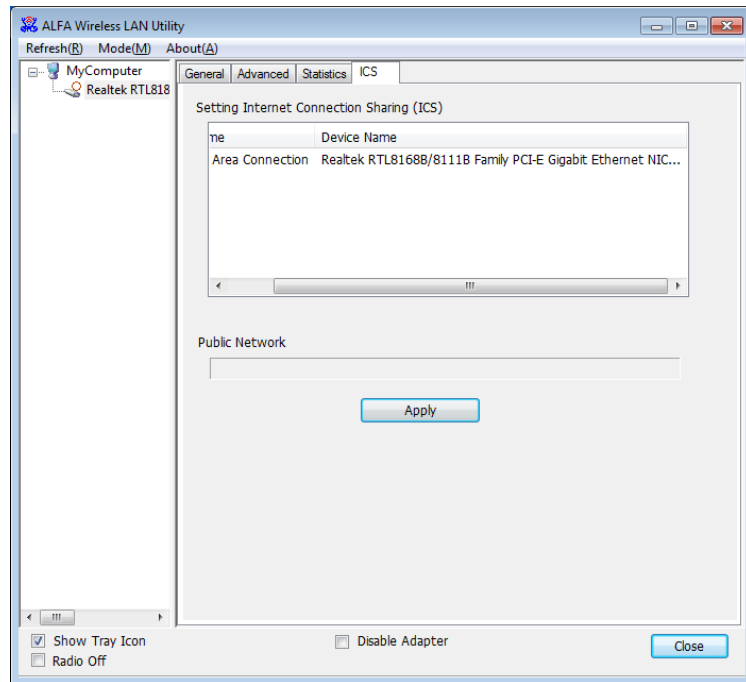 ALFA Wireless LAN Utility
Refresh(R) Mode(M) About(A)
MyComputer
Realtek RTL818
General Advanced Statistics ICS
Setting Internet Connection Sharing (ICS)
me Device Name
Area Connection Realtek RTL8168B/8111B Family PCI-E Gigabit Ethernet NIC...
Public Network
Apply
Show Tray Icon
Radio Off
Disable Adapter
Close